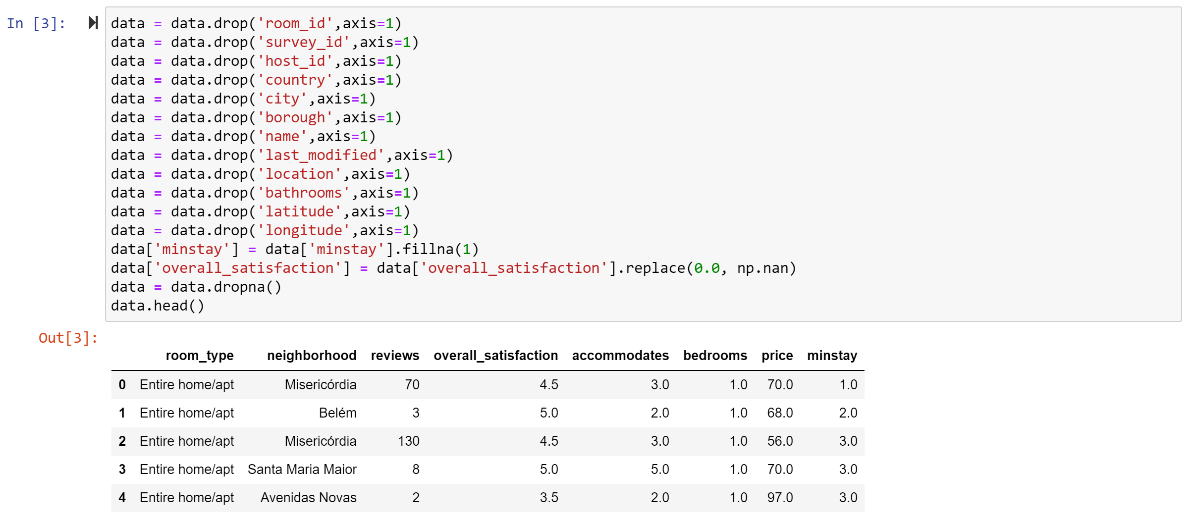 In [3]:
data = data.drop('room_id',axis=1)
data = data.drop('survey_id',axis=1)
data = data.drop('host_id',axis=1)
data = data.drop('country',axis=1)
data = data.drop('city',axis=1)
data = data.drop('borough',axis=1)
data = data.drop('name',axis=1)
data = data.drop('last_modified',axis=1)
data = data.drop('location',axis=1)
data = data.drop('bathrooms',axis=1)
data = data.drop('latitude',axis=1)
data = data.drop('longitude',axis=1)
data['minstay'] = data['minstay'].fillna(1)
data['overall_satisfaction'] = data['overall_satisfaction'].replace(0.0, np.nan)
data = data.dropna()
data.head()
Out[3]:
room_type neighborhood reviews overall_satisfaction accommodates bedrooms price minstay
0 Entire home/apt Misericórdia 70 4.5 3.0 1.0 70.0 1.0
1 Entire home/apt Belém 3 5.0 2.0 1.0 68.0 2.0
2 Entire home/apt Misericórdia 130 4.5 3.0 1.0 56.0 3.0
3 Entire home/apt Santa Maria Maior 8 5.0 5.0 1.0 70.0 3.0
4 Entire home/apt Avenidas Novas 2 3.5 2.0 1.0 97.0 3.0